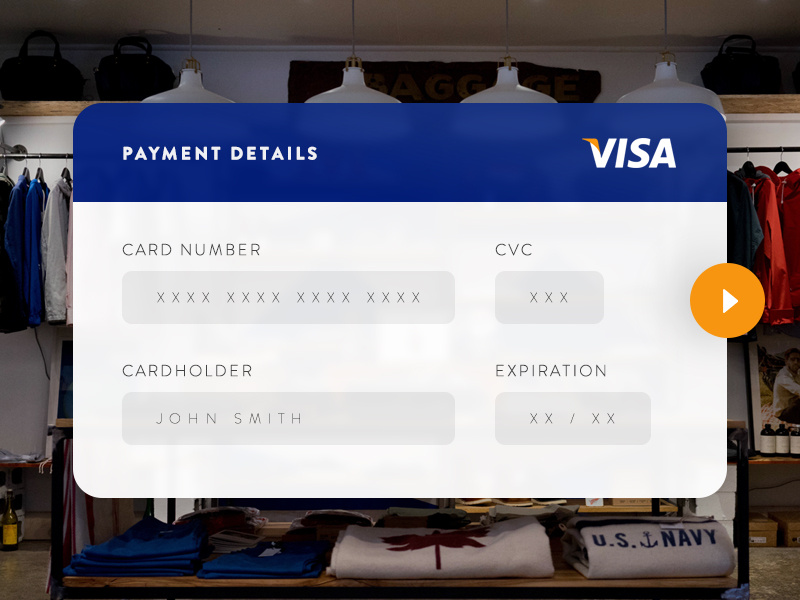 BAGGAGE
PAYMENT DETAILS
VISA
CARD NUMBER
CVC
XXXX XXXX XXXX XXXX
XXX
CARDHOLDER
EXPIRATION
JOHN SMITH
XX / XX
U.S. NAVY